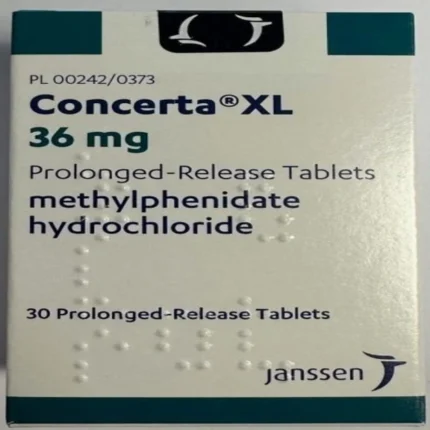 PL 00242/0373
Concerta®XL
36 mg
Prolonged-Release Tablets
methylphenidate
hydrochloride
30 Prolonged-Release Tablets
janssen